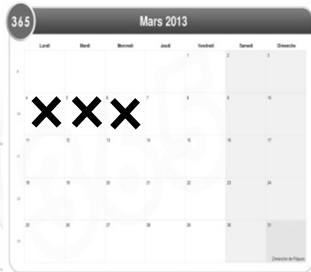 365
Mars 2013
Lundi Mardi Mercredi Jeudi Vendredi Samedi Dimanche
1 2 3
4 5 6 7 8 9 10
11 12 13 14 15 16 17
18 19 20 21 22 23 24
25 26 27 28 29 30 31
Dimanche de Pâques